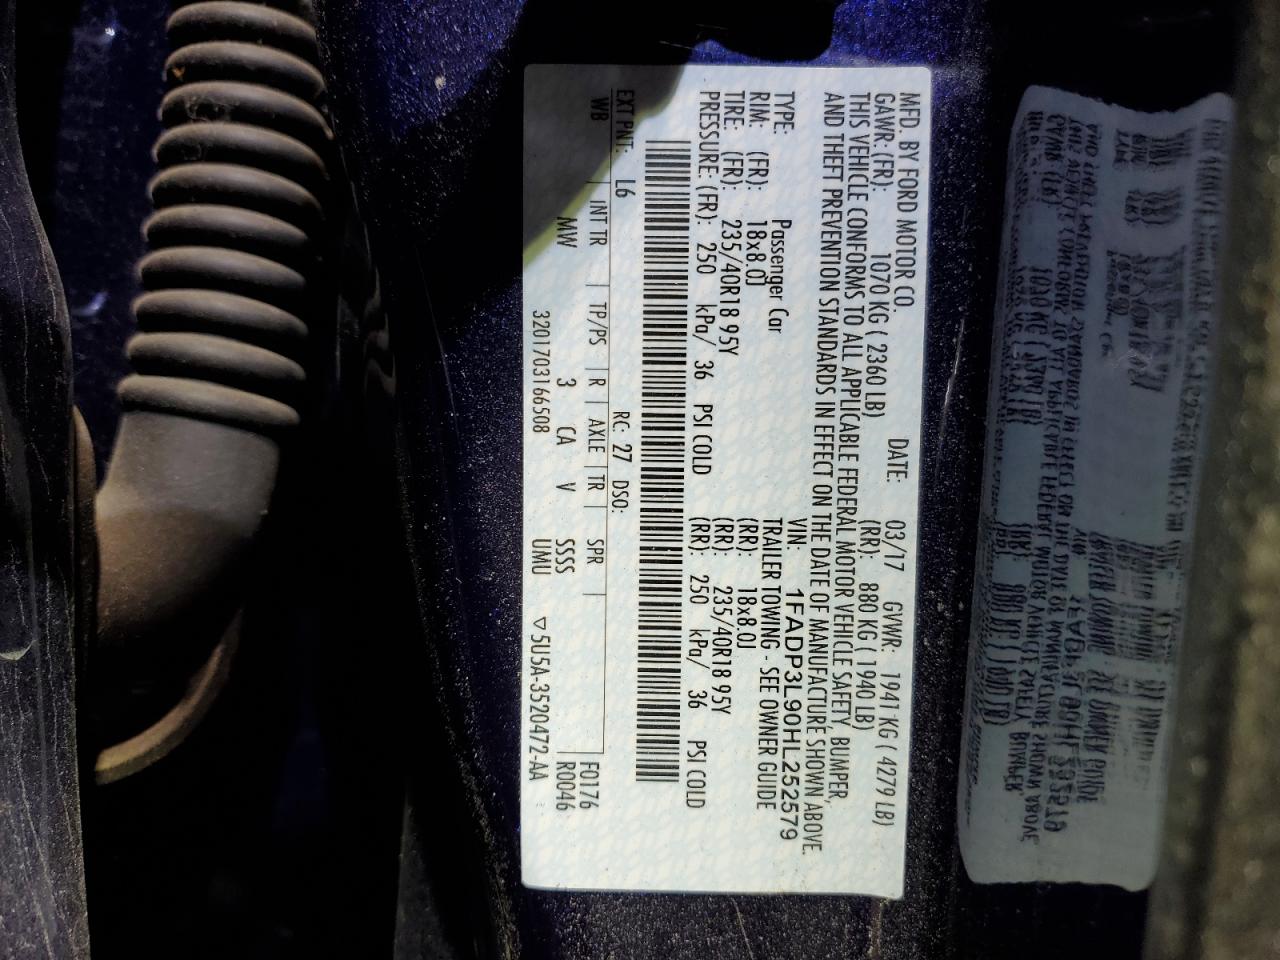 MFD. BY FORD MOTOR CO.
DATE: 03/17 GVWR: 1941 KG ( 4279 LB)
GAWR: (FR): 1070 KG ( 2360 LB) (RR): 880 KG ( 1940 LB)
THIS VEHICLE CONFORMS TO ALL APPLICABLE FEDERAL MOTOR VEHICLE SAFETY, BUMPER,
AND THEFT PREVENTION STANDARDS IN EFFECT ON THE DATE OF MANUFACTURE SHOWN ABOVE.
VIN: 1FADP3L90HL252579
TYPE: Passenger Car TRAILER TOWING - SEE OWNER GUIDE
RIM: (FR): 18x8.0J (RR): 18x8.0J
TIRE: (FR): 235/40R18 95Y (RR): 235/40R18 95Y
PRESSURE: (FR): 250 kPa/ 36 PSI COLD (RR): 250 kPa/ 36 PSI COLD
EXT PNT: L6 RC: 27 DSO:
WB INT TR TP/PS R AXLE TR SPR F0176
MW 3 CA V SSSS R0046
3201703166508 UMU ▽5U5A-3520472-AA